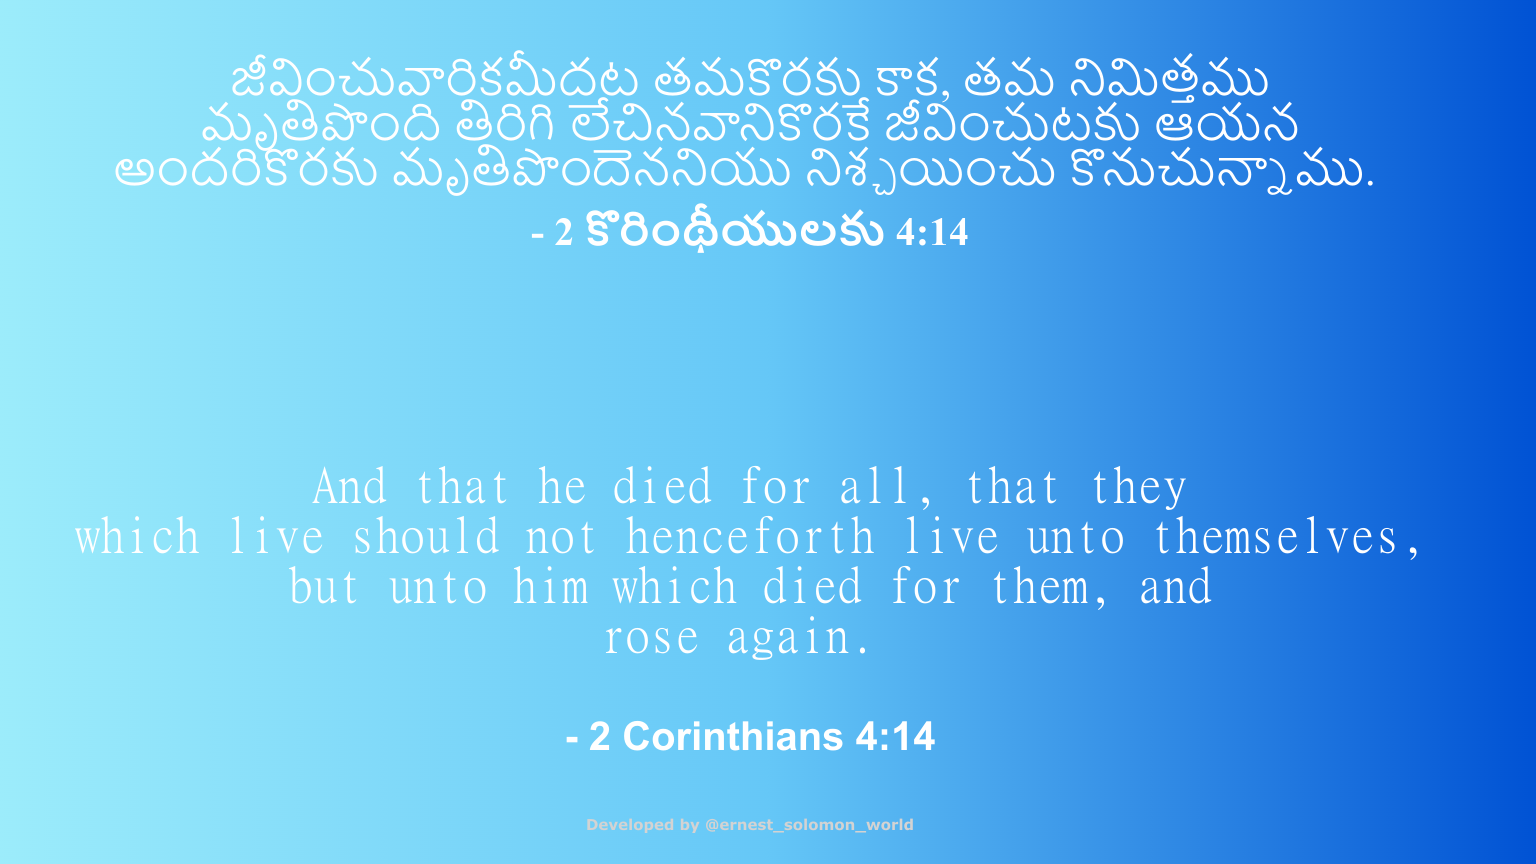 జీవించువారికమీదట తమకొరకు కాక, తమ నిమిత్తము
మృతిపొంది తిరిగి లేచినవానికొరకే జీవించుటకు ఆయన
అందరికొరకు మృతిపొందెననియు నిశ్చయించు కొనుచున్నాము.
- 2 కొరింథీయులకు 4:14
And that he died for all, that they
which live should not henceforth live unto themselves,
but unto him which died for them, and
rose again.
- 2 Corinthians 4:14
Developed by @ernest_solomon_world